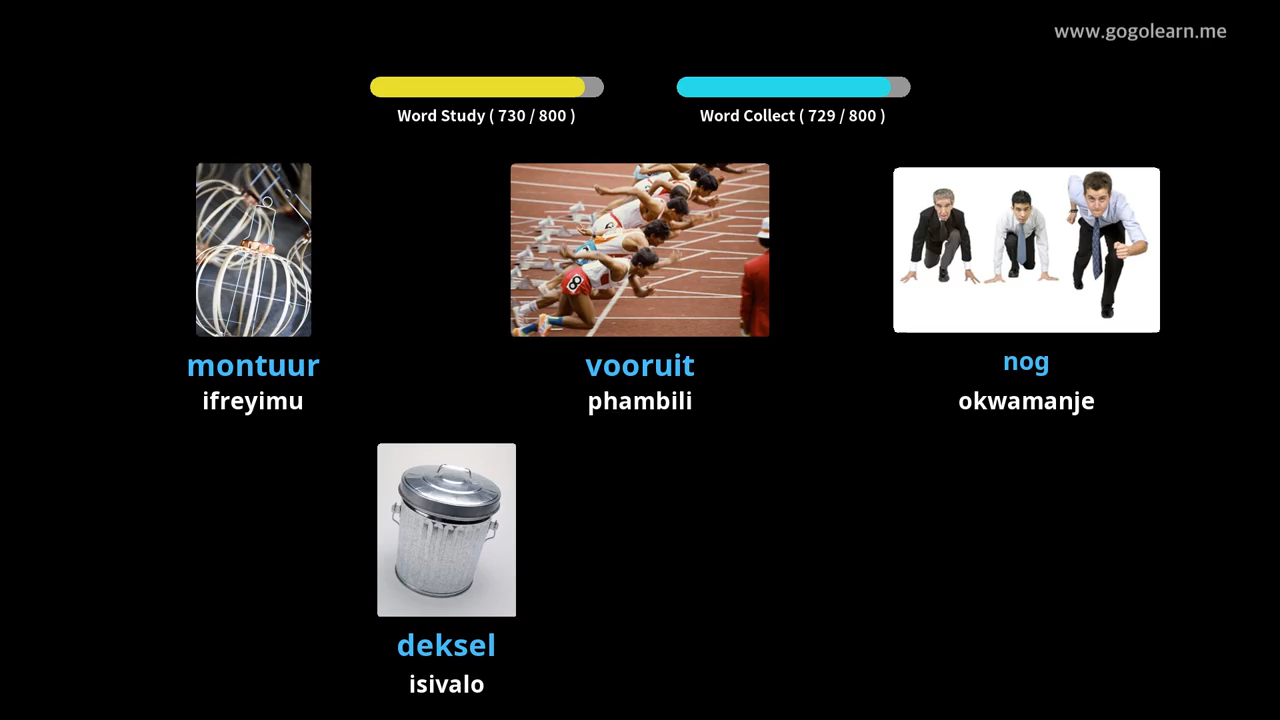 www.gogolearn.me
Word Study ( 730 / 800 )
Word Collect ( 729 / 800 )
montuur
ifreyimu
vooruit
phambili
nog
okwamanje
8
deksel
isivalo